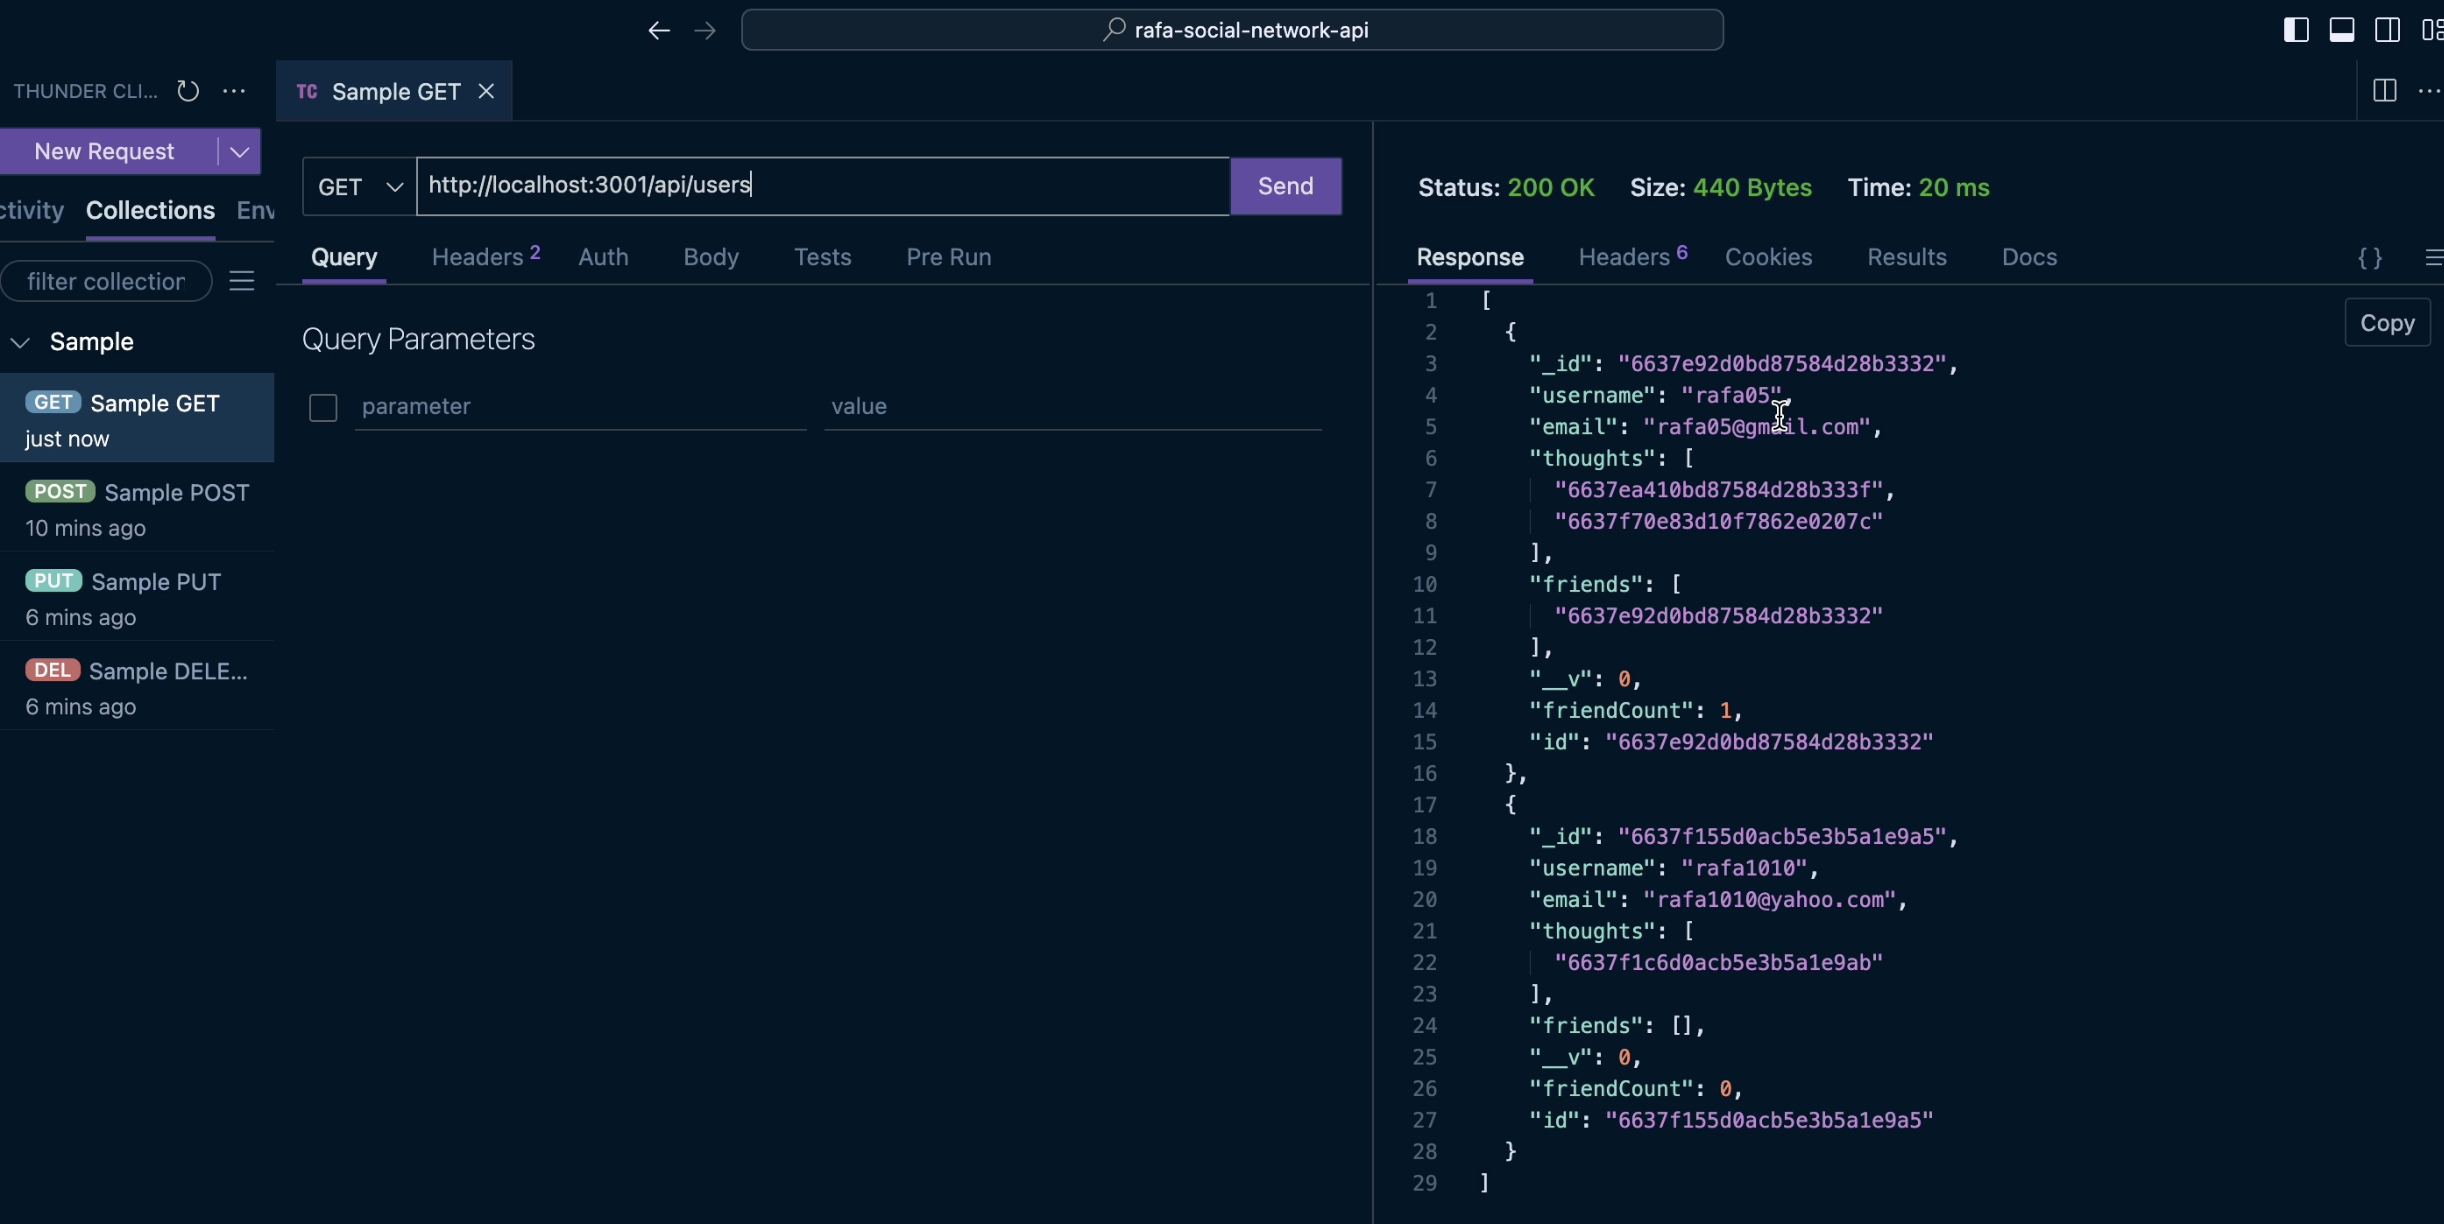 rafa-social-network-api
THUNDER CLI...
TC Sample GET
New Request
ctivity Collections Env
filter collection
Sample
GET Sample GET
just now
POST Sample POST
10 mins ago
PUT Sample PUT
6 mins ago
DEL Sample DELE...
6 mins ago
GET http://localhost:3001/api/users Send
Query Headers 2 Auth Body Tests Pre Run
Query Parameters
parameter value
Status: 200 OK Size: 440 Bytes Time: 20 ms
Response Headers 6 Cookies Results Docs {}
Copy
1 [
2 {
3 "_id": "6637e92d0bd87584d28b3332",
4 "username": "rafa05",
5 "email": "rafa05@gmail.com",
6 "thoughts": [
7 "6637ea410bd87584d28b333f",
8 "6637f70e83d10f7862e0207c"
9 ],
10 "friends": [
11 "6637e92d0bd87584d28b3332"
12 ],
13 "__v": 0,
14 "friendCount": 1,
15 "id": "6637e92d0bd87584d28b3332"
16 },
17 {
18 "_id": "6637f155d0acb5e3b5a1e9a5",
19 "username": "rafa1010",
20 "email": "rafa1010@yahoo.com",
21 "thoughts": [
22 "6637f1c6d0acb5e3b5a1e9ab"
23 ],
24 "friends": [],
25 "__v": 0,
26 "friendCount": 0,
27 "id": "6637f155d0acb5e3b5a1e9a5"
28 }
29 ]